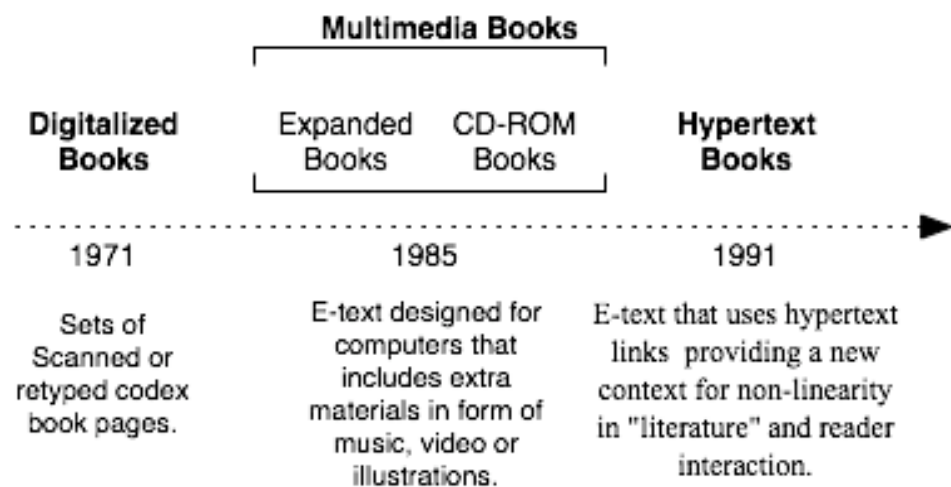 Multimedia Books
Digitalized
Books
Expanded
Books
CD-ROM
Books
Hypertext
Books
1971
1985
1991
Sets of
Scanned or
retyped codex
book pages.
E-text designed for
computers that
includes extra
materials in form of
music, video or
illustrations.
E-text that uses hypertext
links providing a new
context for non-linearity
in "literature" and reader
interaction.